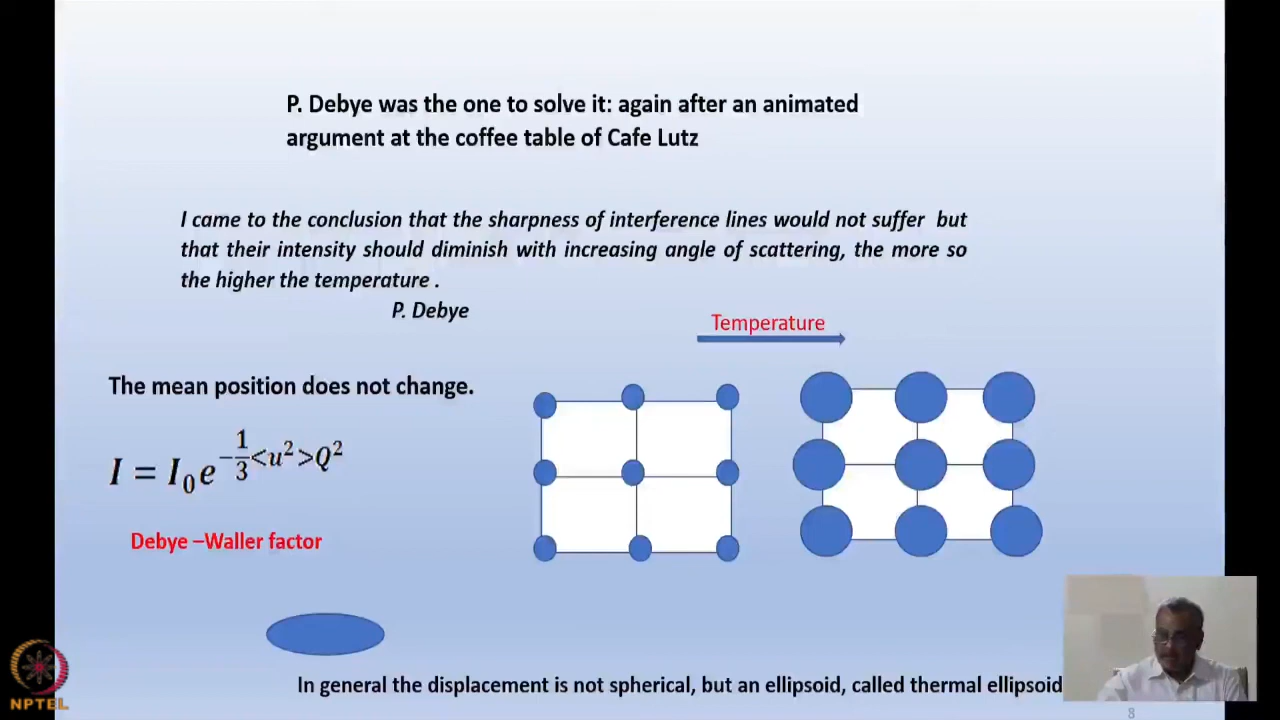 P. Debye was the one to solve it: again after an animated
argument at the coffee table of Cafe Lutz
I came to the conclusion that the sharpness of interference lines would not suffer but
that their intensity should diminish with increasing angle of scattering, the more so
the higher the temperature .
P. Debye
Temperature
The mean position does not change.
I = I₀e^(-1/3 <u²>Q²)
Debye –Waller factor
In general the displacement is not spherical, but an ellipsoid, called thermal ellipsoid
NPTEL
8